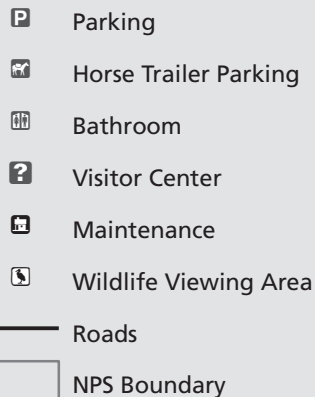 P Parking
Horse Trailer Parking
Bathroom
? Visitor Center
Maintenance
Wildlife Viewing Area
Roads
NPS Boundary